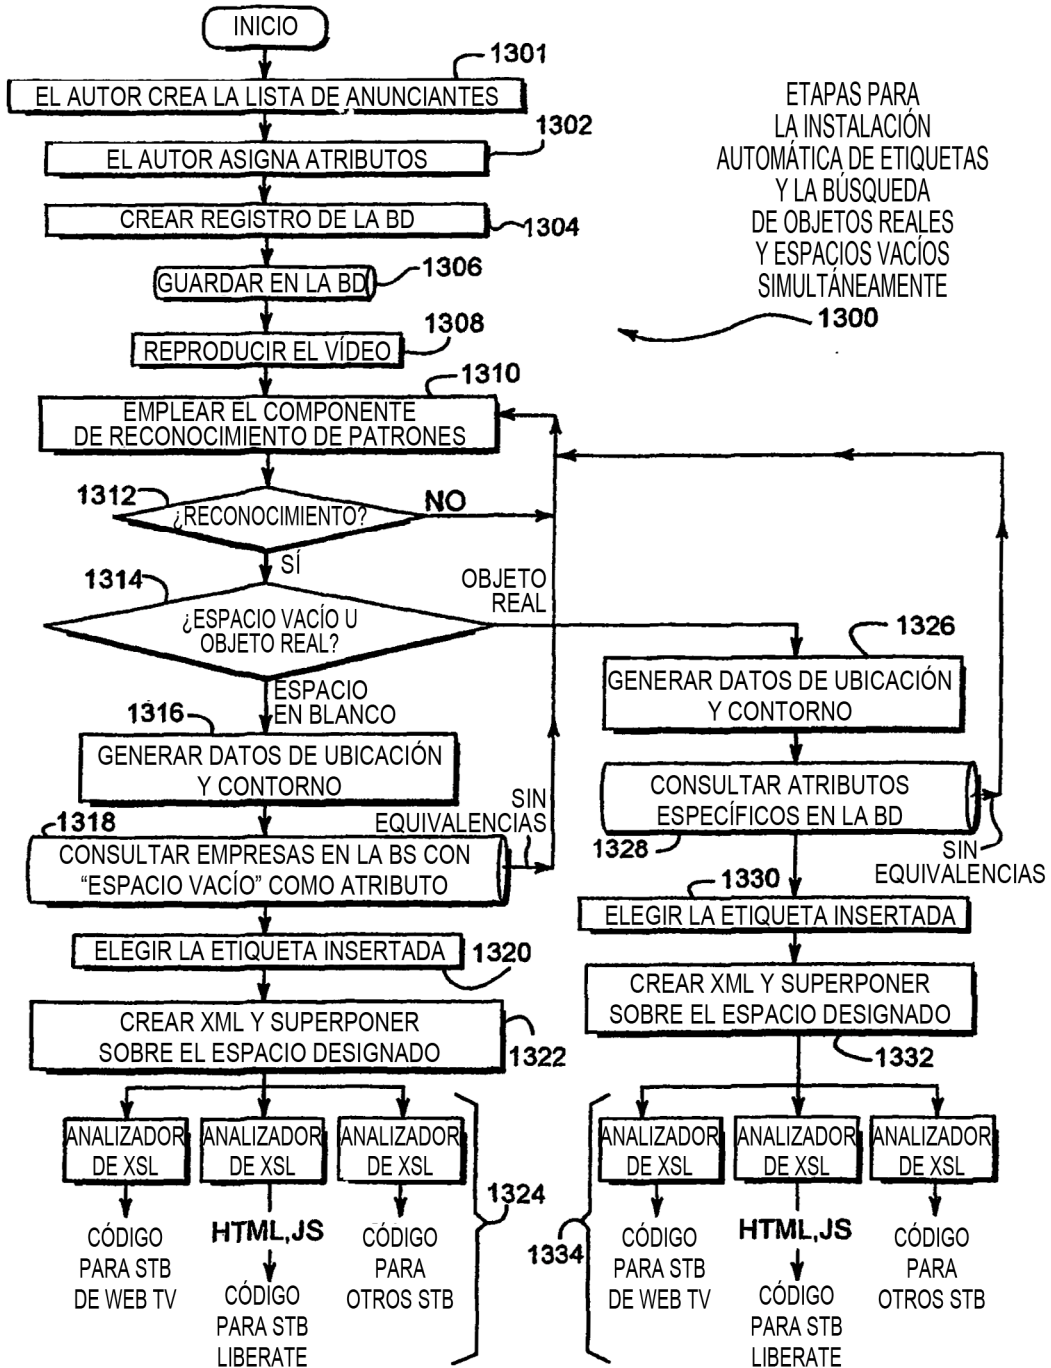 INICIO
1301
EL AUTOR CREA LA LISTA DE ANUNCIANTES
1302
EL AUTOR ASIGNA ATRIBUTOS
CREAR REGISTRO DE LA BD
1304
GUARDAR EN LA BD
1306
1308
REPRODUCIR EL VÍDEO
1310
EMPLEAR EL COMPONENTE
DE RECONOCIMIENTO DE PATRONES
ETAPAS PARA
LA INSTALACIÓN
AUTOMÁTICA DE ETIQUETAS
Y LA BÚSQUEDA
DE OBJETOS REALES
Y ESPACIOS VACÍOS
SIMULTÁNEAMENTE
1300
1312
¿RECONOCIMIENTO?
NO
SÍ
1314
¿ESPACIO VACÍO U
OBJETO REAL?
OBJETO
REAL
ESPACIO
EN BLANCO
1316
GENERAR DATOS DE UBICACIÓN
Y CONTORNO
SIN
EQUIVALENCIAS
1318
CONSULTAR EMPRESAS EN LA BS CON
“ESPACIO VACÍO” COMO ATRIBUTO
ELEGIR LA ETIQUETA INSERTADA
1320
CREAR XML Y SUPERPONER
SOBRE EL ESPACIO DESIGNADO
1322
ANALIZADOR
DE XSL
ANALIZADOR
DE XSL
ANALIZADOR
DE XSL
1324
CÓDIGO
PARA STB
DE WEB TV
HTML,JS
CÓDIGO
PARA STB
LIBERATE
CÓDIGO
PARA
OTROS STB
1326
GENERAR DATOS DE UBICACIÓN
Y CONTORNO
CONSULTAR ATRIBUTOS
ESPECÍFICOS EN LA BD
1328
SIN
EQUIVALENCIAS
1330
ELEGIR LA ETIQUETA INSERTADA
CREAR XML Y SUPERPONER
SOBRE EL ESPACIO DESIGNADO
1332
ANALIZADOR
DE XSL
ANALIZADOR
DE XSL
ANALIZADOR
DE XSL
1334
CÓDIGO
PARA STB
DE WEB TV
HTML,JS
CÓDIGO
PARA STB
LIBERATE
CÓDIGO
PARA
OTROS STB